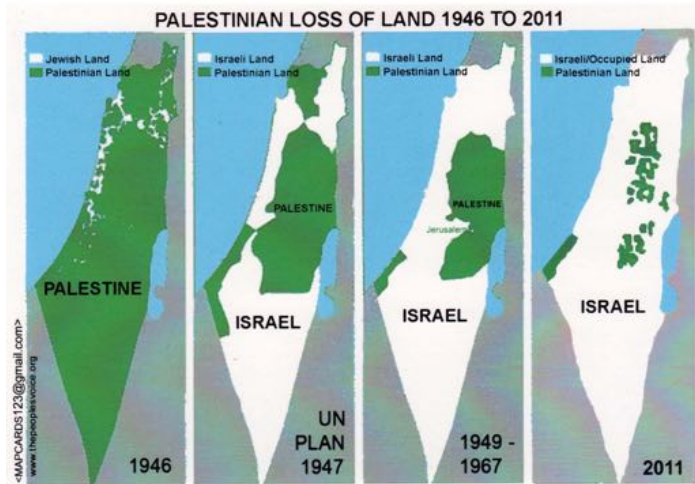 PALESTINIAN LOSS OF LAND 1946 TO 2011
Jewish Land
Palestinian Land
PALESTINE
1946
Israeli Land
Palestinian Land
PALESTINE
ISRAEL
UN
PLAN
1947
Israeli Land
Palestinian Land
PALESTINE
Jerusalem
ISRAEL
1949 -
1967
Israeli/Occupied Land
Palestinian Land
ISRAEL
2011
<MAPCARDS123@gmail.com>
www.thepeoplesvoice.org